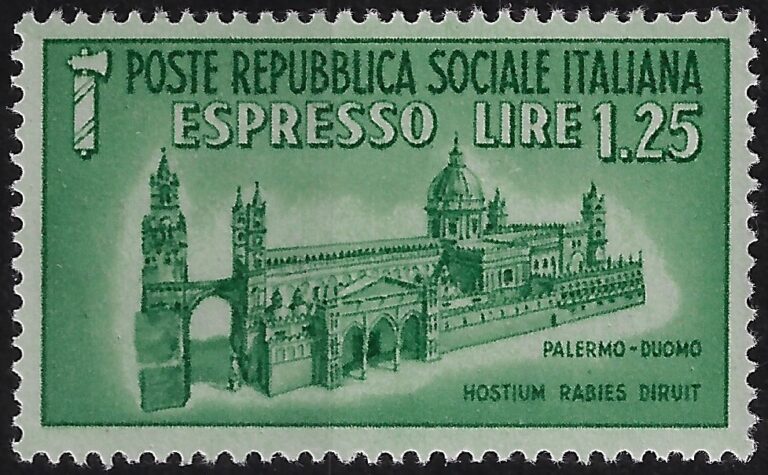 POSTE REPUBBLICA SOCIALE ITALIANA
ESPRESSO LIRE 1.25
PALERMO-DUOMO
HOSTIUM RABIES DIRUIT